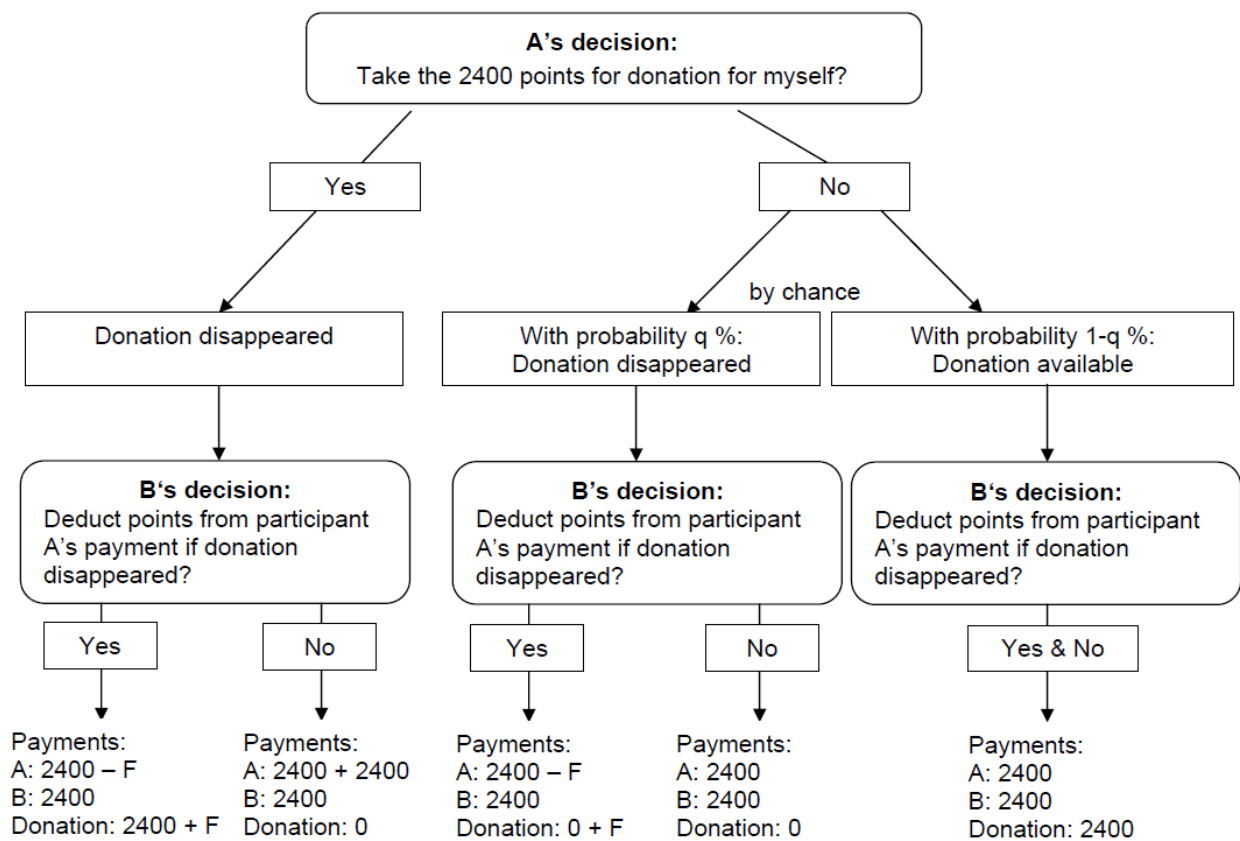 A's decision:
Take the 2400 points for donation for myself?
Yes
No
by chance
Donation disappeared
With probability q %:
Donation disappeared
With probability 1-q %:
Donation available
B‘s decision:
Deduct points from participant
A's payment if donation
disappeared?
B's decision:
Deduct points from participant
A's payment if donation
disappeared?
B's decision:
Deduct points from participant
A's payment if donation
disappeared?
Yes
No
Yes
No
Yes & No
Payments:
A: 2400 – F
B: 2400
Donation: 2400 + F
Payments:
A: 2400 + 2400
B: 2400
Donation: 0
Payments:
A: 2400 – F
B: 2400
Donation: 0 + F
Payments:
A: 2400
B: 2400
Donation: 0
Payments:
A: 2400
B: 2400
Donation: 2400